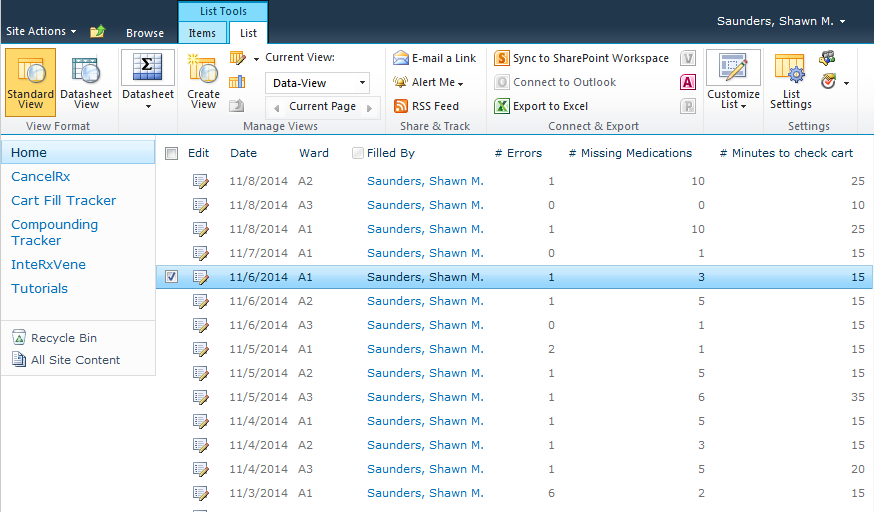 List Tools
Saunders, Shawn M.
Site Actions Browse Items List
Standard View
Datasheet View
View Format
Datasheet
Create View
Current View:
Data-View
Current Page
Manage Views
E-mail a Link
Alert Me
RSS Feed
Share & Track
Sync to SharePoint Workspace
Connect to Outlook
Export to Excel
Connect & Export
Customize List
List Settings
Settings
Home
CancelRx
Cart Fill Tracker
Compounding
Tracker
InteRxVene
Tutorials
Recycle Bin
All Site Content
Edit Date Ward Filled By # Errors # Missing Medications # Minutes to check cart
11/8/2014 A2 Saunders, Shawn M. 1 10 25
11/8/2014 A3 Saunders, Shawn M. 0 0 10
11/8/2014 A1 Saunders, Shawn M. 1 10 25
11/7/2014 A1 Saunders, Shawn M. 0 1 15
11/6/2014 A1 Saunders, Shawn M. 1 3 15
11/6/2014 A2 Saunders, Shawn M. 1 5 15
11/6/2014 A3 Saunders, Shawn M. 0 1 15
11/5/2014 A1 Saunders, Shawn M. 2 1 15
11/5/2014 A2 Saunders, Shawn M. 1 5 15
11/5/2014 A3 Saunders, Shawn M. 1 6 35
11/4/2014 A1 Saunders, Shawn M. 1 5 15
11/4/2014 A2 Saunders, Shawn M. 1 3 15
11/4/2014 A3 Saunders, Shawn M. 1 5 20
11/3/2014 A1 Saunders, Shawn M. 6 2 15